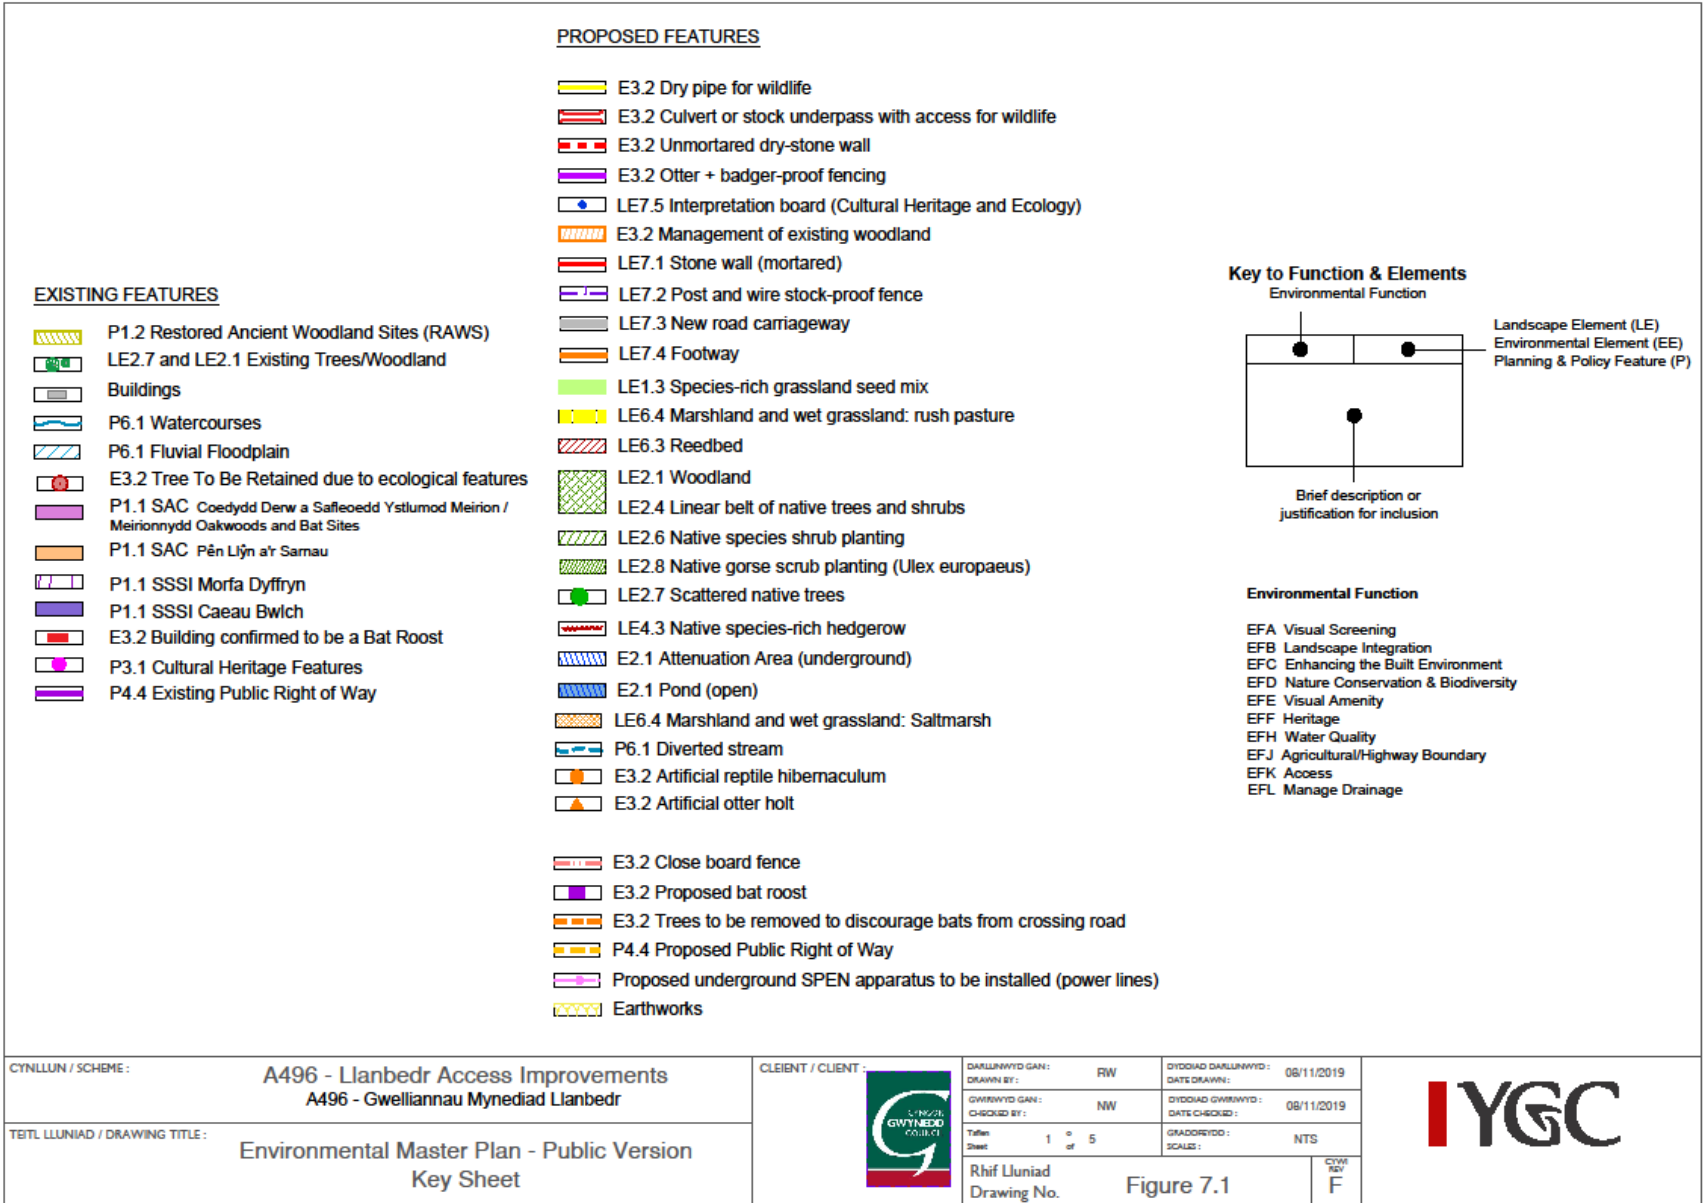 PROPOSED FEATURES
E3.2 Dry pipe for wildlife
E3.2 Culvert or stock underpass with access for wildlife
E3.2 Unmortared dry-stone wall
E3.2 Otter + badger-proof fencing
LE7.5 Interpretation board (Cultural Heritage and Ecology)
E3.2 Management of existing woodland
LE7.1 Stone wall (mortared)
LE7.2 Post and wire stock-proof fence
LE7.3 New road carriageway
LE7.4 Footway
LE1.3 Species-rich grassland seed mix
LE6.4 Marshland and wet grassland: rush pasture
LE6.3 Reedbed
LE2.1 Woodland
LE2.4 Linear belt of native trees and shrubs
LE2.6 Native species shrub planting
LE2.8 Native gorse scrub planting (Ulex europaeus)
LE2.7 Scattered native trees
LE4.3 Native species-rich hedgerow
E2.1 Attenuation Area (underground)
E2.1 Pond (open)
LE6.4 Marshland and wet grassland: Saltmarsh
P6.1 Diverted stream
E3.2 Artificial reptile hibernaculum
E3.2 Artificial otter holt
E3.2 Close board fence
E3.2 Proposed bat roost
E3.2 Trees to be removed to discourage bats from crossing road
P4.4 Proposed Public Right of Way
Proposed underground SPEN apparatus to be installed (power lines)
Earthworks
EXISTING FEATURES
P1.2 Restored Ancient Woodland Sites (RAWS)
LE2.7 and LE2.1 Existing Trees/Woodland
Buildings
P6.1 Watercourses
P6.1 Fluvial Floodplain
E3.2 Tree To Be Retained due to ecological features
P1.1 SAC Coedydd Derw a Safleoedd Ystlumod Meirion /
Meirionnydd Oakwoods and Bat Sites
P1.1 SAC Pên Llŷn a'r Sarnau
P1.1 SSSI Morfa Dyffryn
P1.1 SSSI Caeau Bwlch
E3.2 Building confirmed to be a Bat Roost
P3.1 Cultural Heritage Features
P4.4 Existing Public Right of Way
Key to Function & Elements
Environmental Function
Landscape Element (LE)
Environmental Element (EE)
Planning & Policy Feature (P)
Brief description or
justification for inclusion
Environmental Function
EFA Visual Screening
EFB Landscape Integration
EFC Enhancing the Built Environment
EFD Nature Conservation & Biodiversity
EFE Visual Amenity
EFF Heritage
EFH Water Quality
EFJ Agricultural/Highway Boundary
EFK Access
EFL Manage Drainage
CYNLLUN / SCHEME :
A496 - Llanbedr Access Improvements
A496 - Gwelliannau Mynediad Llanbedr
TEITL LLUNIAD / DRAWING TITLE :
Environmental Master Plan - Public Version
Key Sheet
CLEIENT / CLIENT :
CYNGOR
GWYNEDD
COUNCIL
DARLUNWYD GAN :
DRAWN BY :
RW
DYDDIAD DARLUNWYD :
DATE DRAWN :
08/11/2019
GWIRIWYD GAN :
CHECKED BY :
NW
DYDDIAD GWIRIWYD :
DATE CHECKED :
08/11/2019
Taflen
Sheet
1
o
of
5
GRADDFEYDD :
SCALES :
NTS
Rhif Lluniad
Drawing No.
Figure 7.1
CYWI
REV
F
YGC